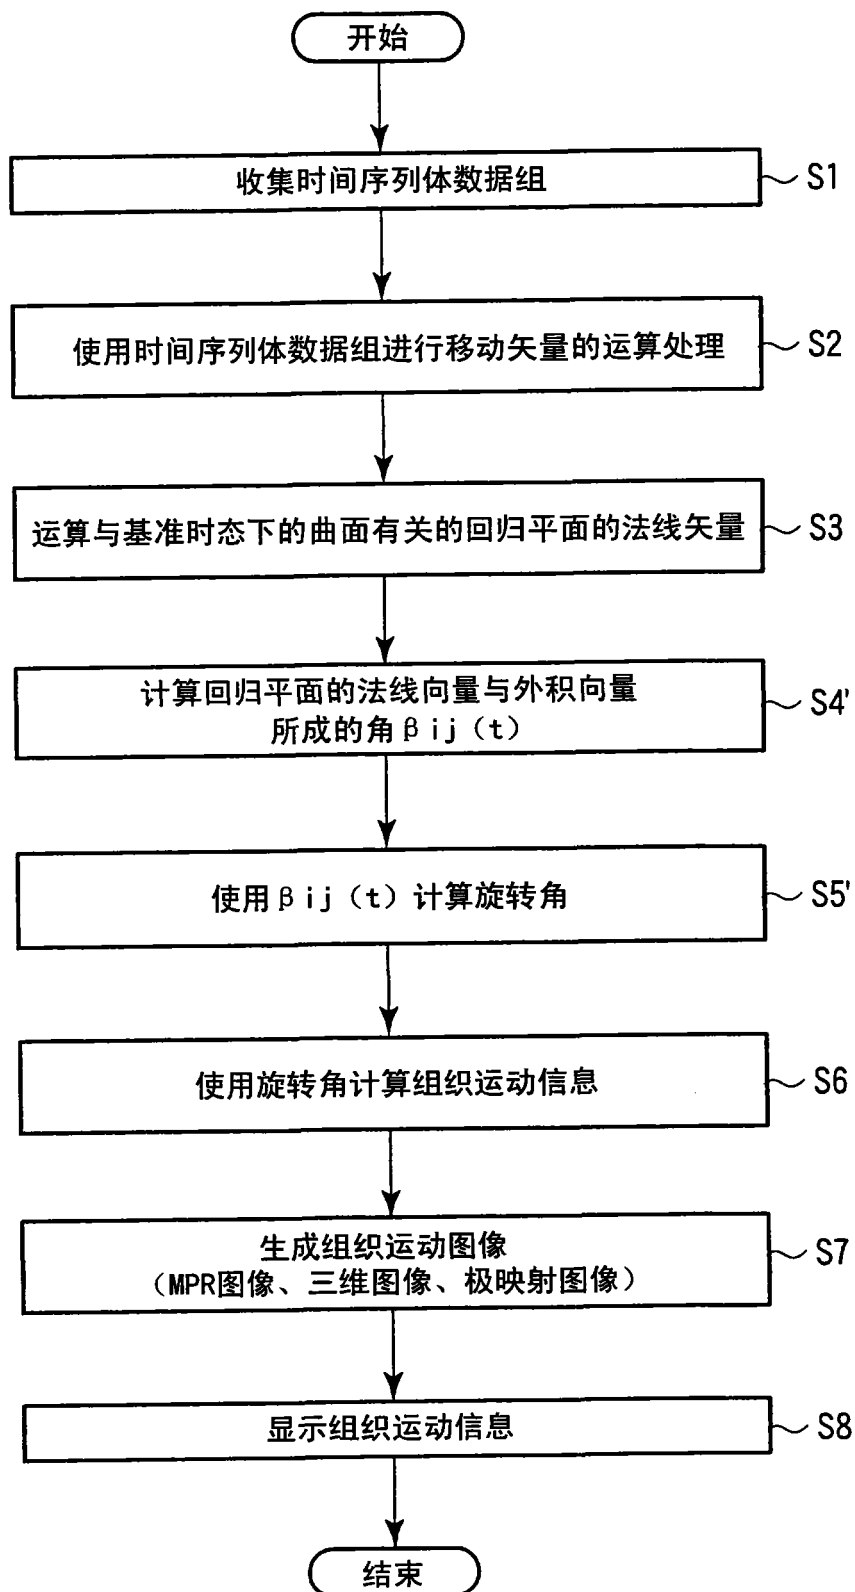 开始
收集时间序列体数据组
S1
使用时间序列体数据组进行移动矢量的运算处理
S2
运算与基准时态下的曲面有关的回归平面的法线矢量
S3
计算回归平面的法线向量与外积向量
所成的角βij（t）
S4'
使用βij（t）计算旋转角
S5'
使用旋转角计算组织运动信息
S6
生成组织运动图像
（MPR图像、三维图像、极映射图像）
S7
显示组织运动信息
S8
结束